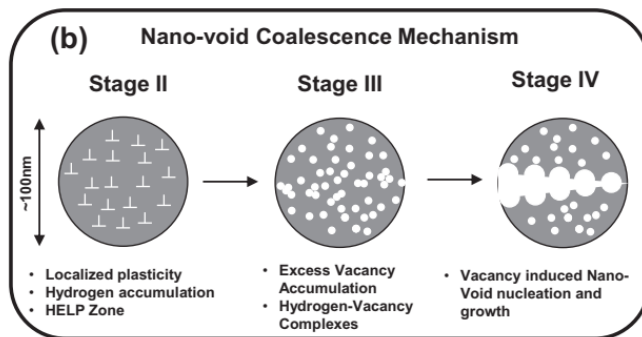 (b)
Nano-void Coalescence Mechanism
Stage II
Stage III
Stage IV
~100nm
• Localized plasticity
• Hydrogen accumulation
• HELP Zone
• Excess Vacancy
Accumulation
• Hydrogen-Vacancy
Complexes
• Vacancy induced Nano-
Void nucleation and
growth